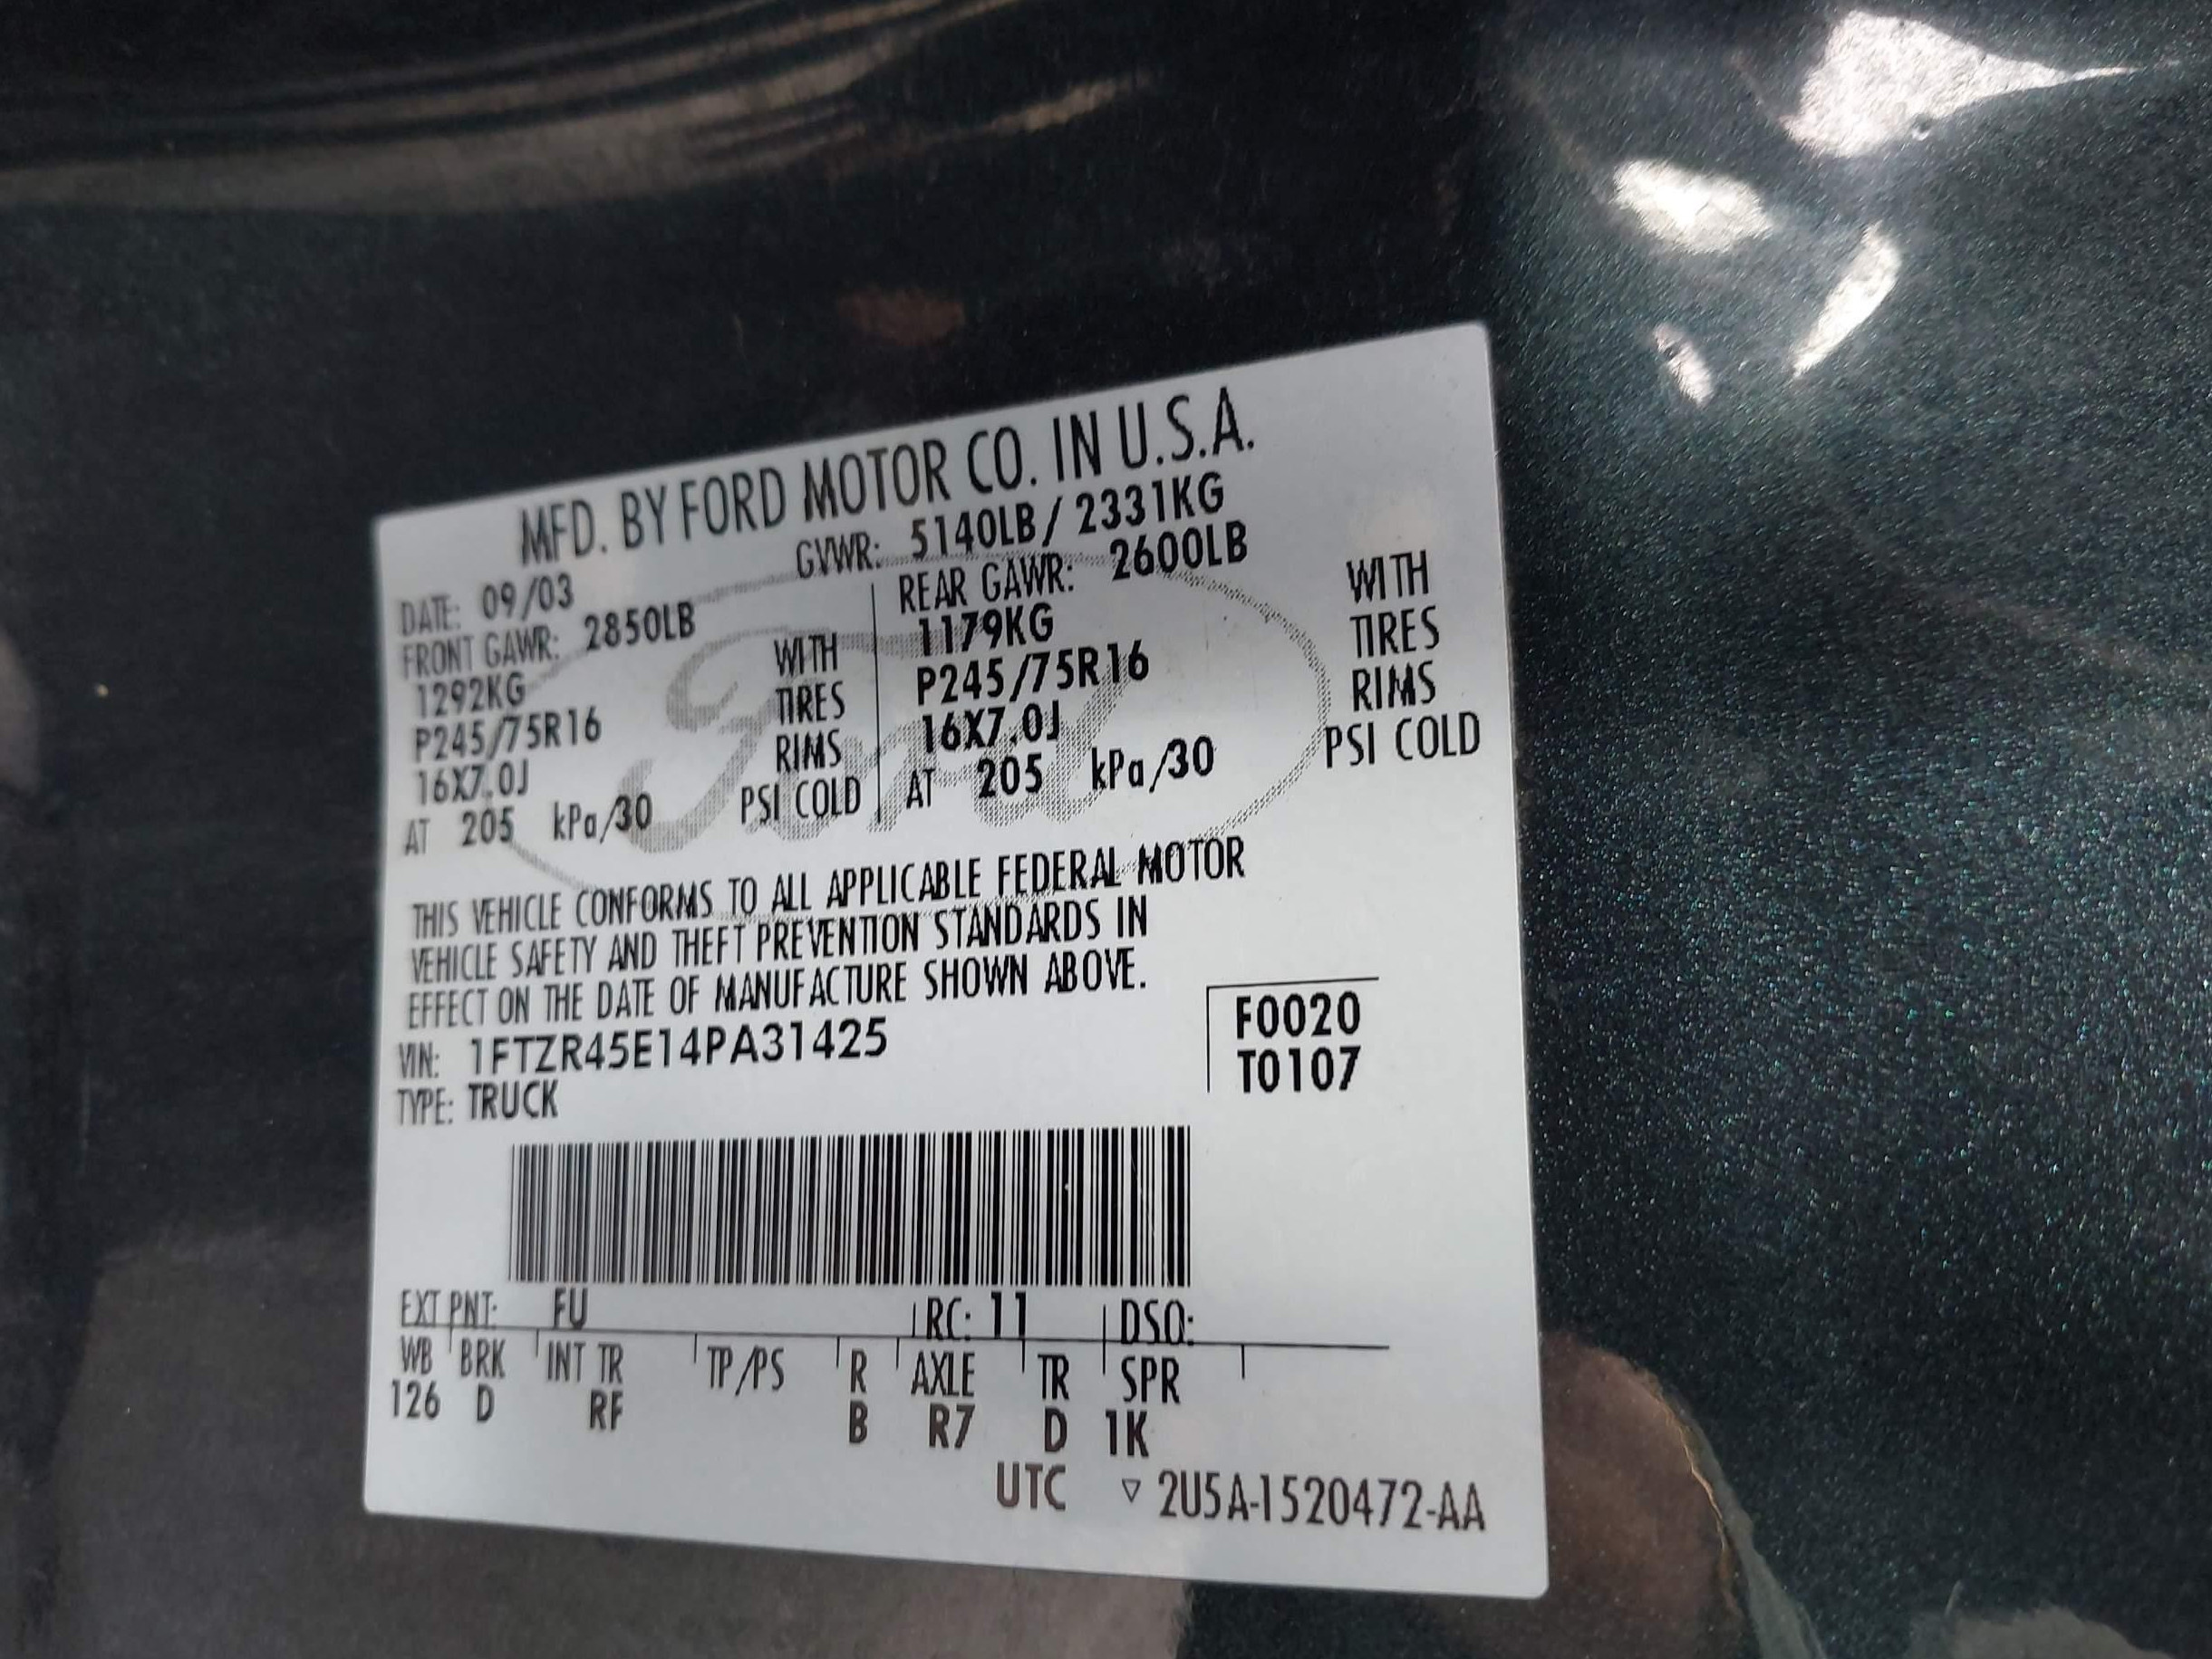 MFD. BY FORD MOTOR CO. IN U.S.A.
DATE: 09/03 GVWR: 5140LB/ 2331KG
FRONT GAWR: 2850LB REAR GAWR: 2600LB
1292KG WITH 1179KG WITH
P245/75R16 TIRES P245/75R16 TIRES
16X7.0J RIMS 16X7.0J RIMS
AT 205 kPa/30 PSI COLD AT 205 kPa/30 PSI COLD
Ford
THIS VEHICLE CONFORMS TO ALL APPLICABLE FEDERAL MOTOR
VEHICLE SAFETY AND THEFT PREVENTION STANDARDS IN
EFFECT ON THE DATE OF MANUFACTURE SHOWN ABOVE.
VIN: 1FTZR45E14PA31425 F0020
TYPE: TRUCK T0107
EXT PNT: FU RC: 11 DSO:
WB BRK INT TR TP/PS R AXLE TR SPR
126 D RF B R7 D 1K
UTC ▽ 2U5A-1520472-AA